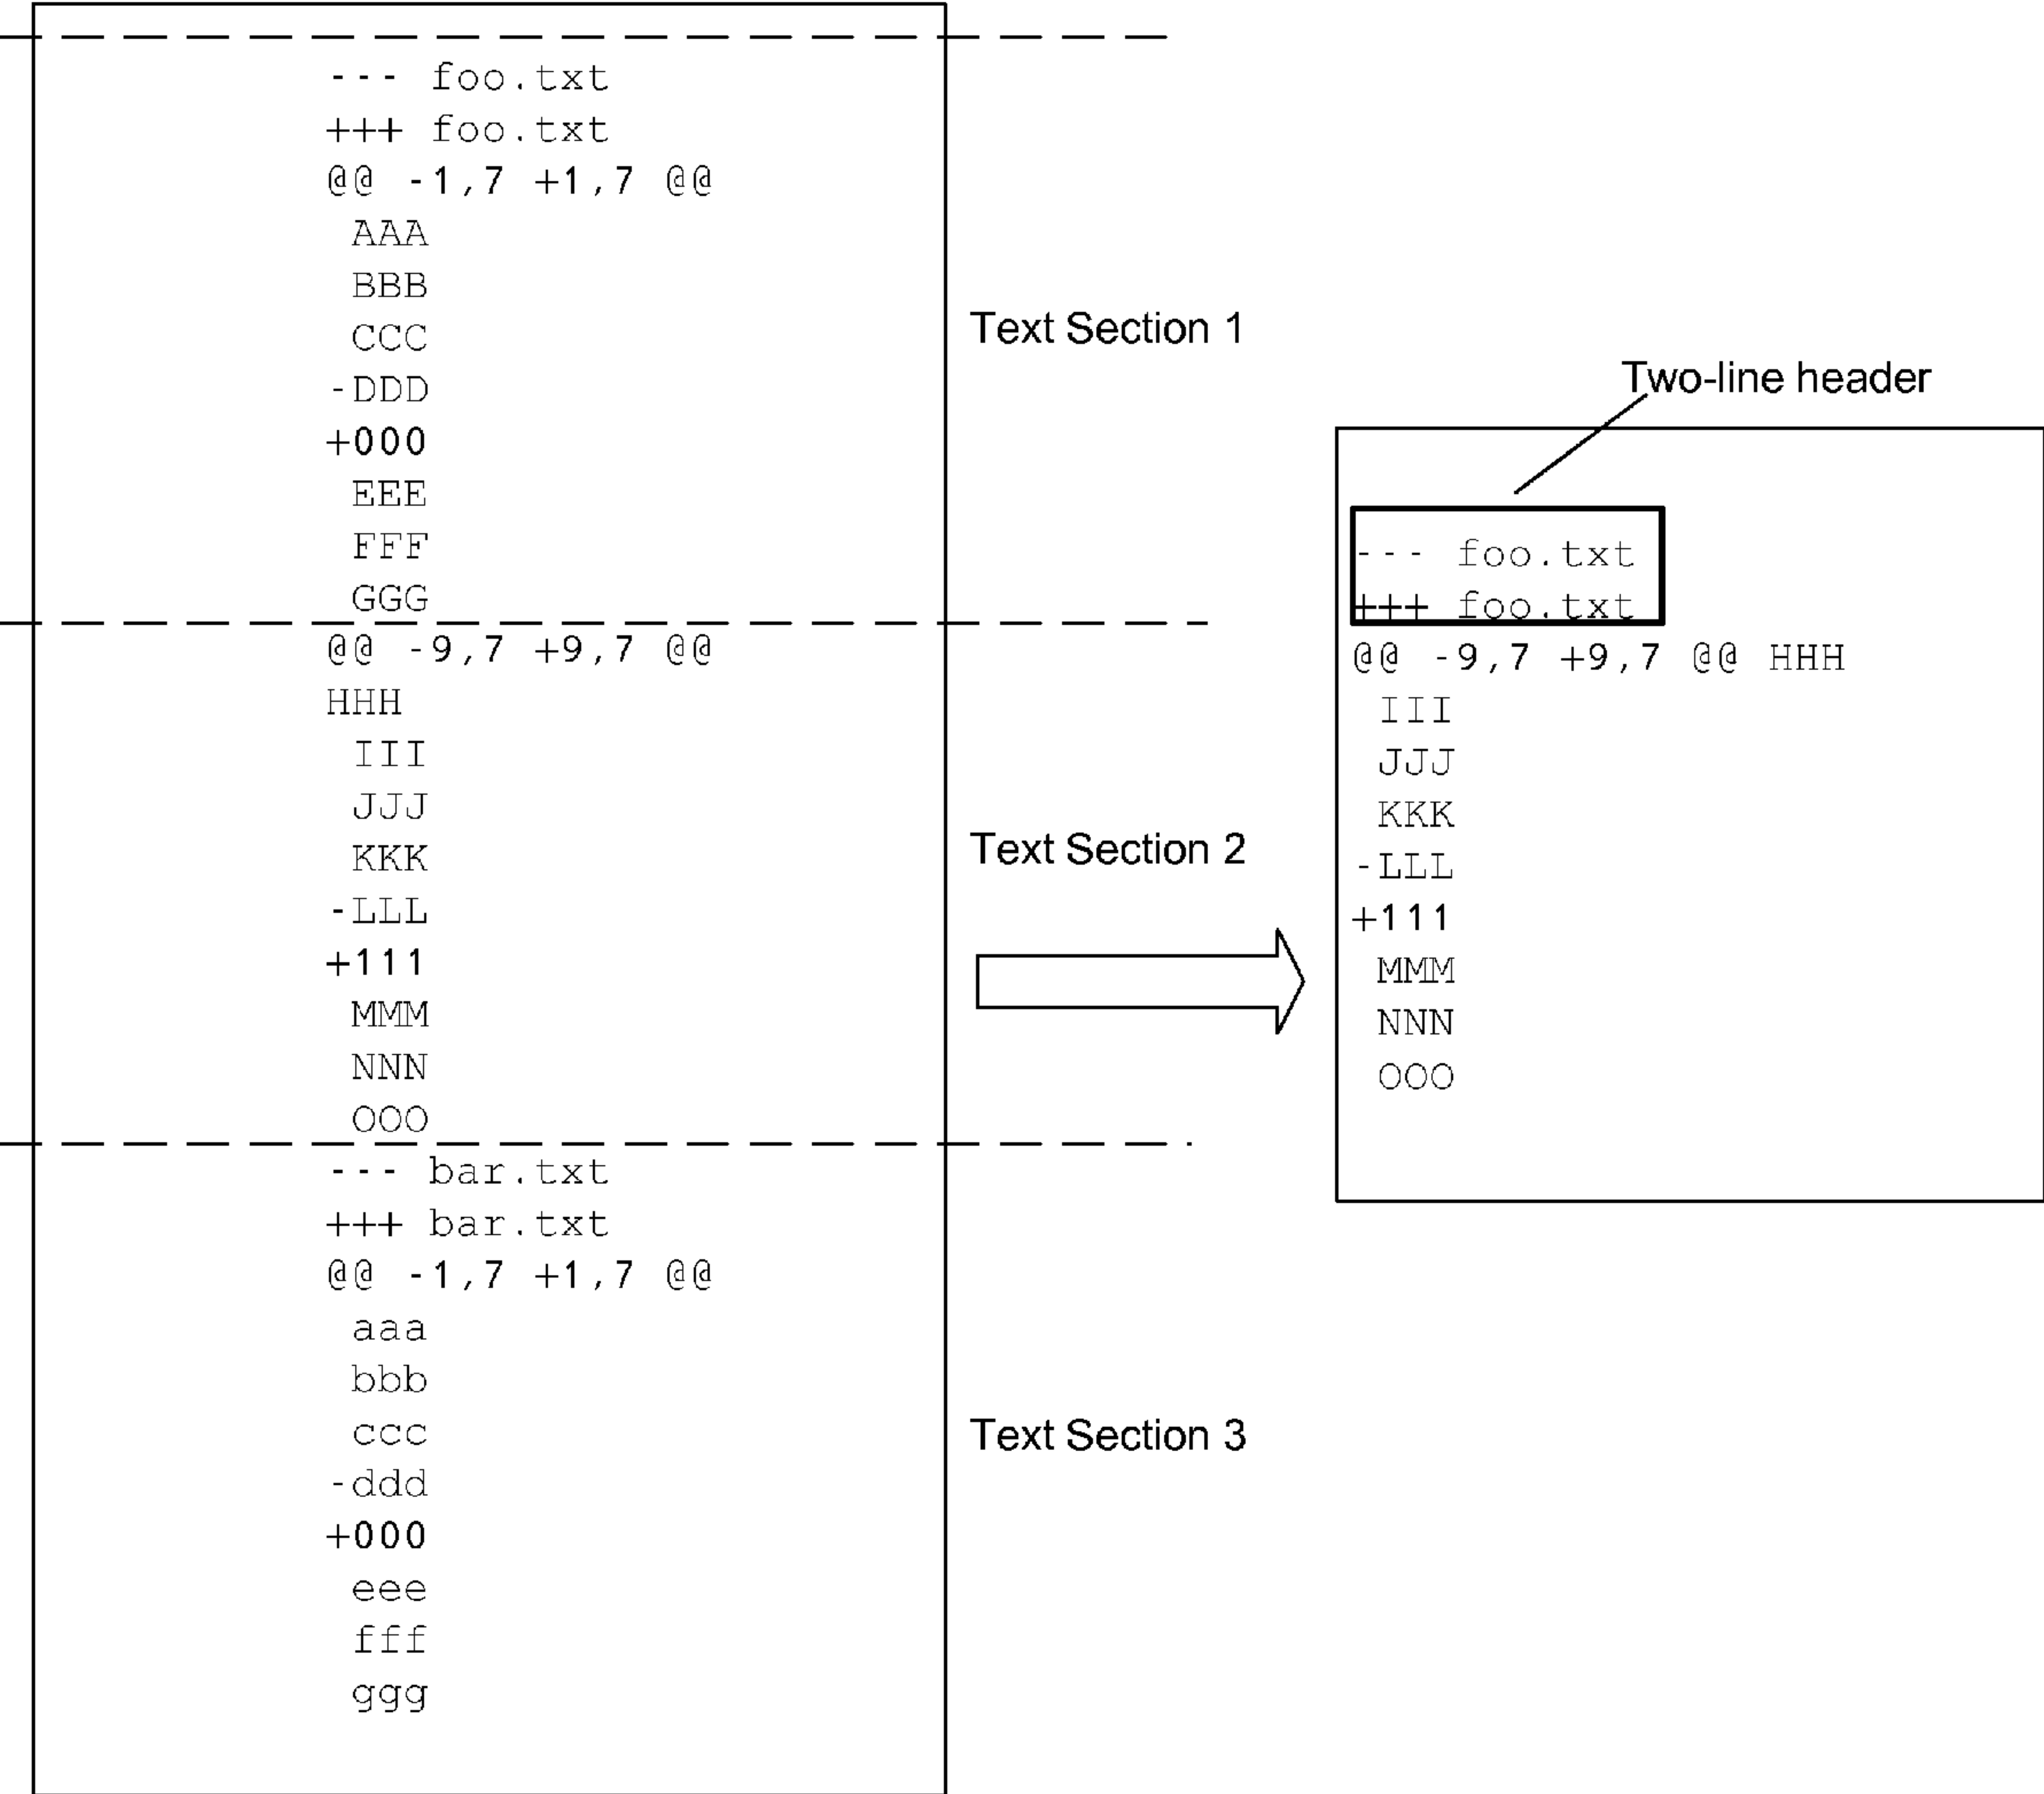 --- foo.txt
+++ foo.txt
@@ -1,7 +1,7 @@
 AAA
 BBB
 CCC
-DDD
+000
 EEE
 FFF
 GGG
Text Section 1
@@ -9,7 +9,7 @@
HHH
 III
 JJJ
 KKK
-LLL
+111
 MMM
 NNN
 OOO
Text Section 2
--- bar.txt
+++ bar.txt
@@ -1,7 +1,7 @@
 aaa
 bbb
 ccc
-ddd
+000
 eee
 fff
 ggg
Text Section 3
Two-line header
--- foo.txt
+++ foo.txt
@@ -9,7 +9,7 @@ HHH
 III
 JJJ
 KKK
-LLL
+111
 MMM
 NNN
 OOO